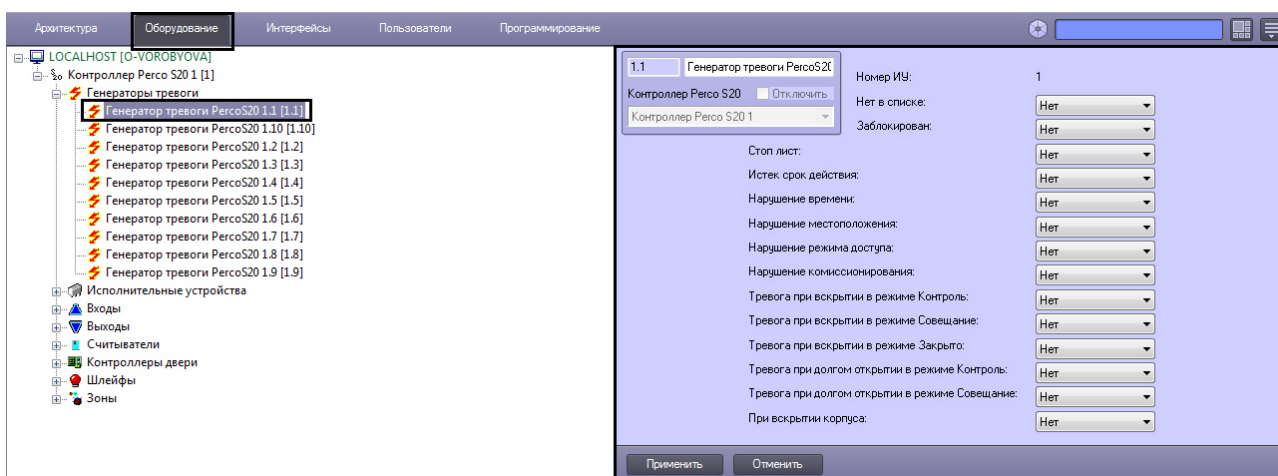 Архитектура Оборудование Интерфейсы Пользователи Программирование
LOCALHOST [O-VOROBYOVA]
Контроллер Perco S20 1 [1]
Генераторы тревоги
Генератор тревоги PercoS20 1.1 [1.1]
Генератор тревоги PercoS20 1.10 [1.10]
Генератор тревоги PercoS20 1.2 [1.2]
Генератор тревоги PercoS20 1.3 [1.3]
Генератор тревоги PercoS20 1.4 [1.4]
Генератор тревоги PercoS20 1.5 [1.5]
Генератор тревоги PercoS20 1.6 [1.6]
Генератор тревоги PercoS20 1.7 [1.7]
Генератор тревоги PercoS20 1.8 [1.8]
Генератор тревоги PercoS20 1.9 [1.9]
Исполнительные устройства
Входы
Выходы
Считыватели
Контроллеры двери
Шлейфы
Зоны
1.1 Генератор тревоги PercoS20
Контроллер Perco S20 Отключить
Контроллер Perco S20 1
Номер ИУ: 1
Нет в списке: Нет
Заблокирован: Нет
Стоп лист: Нет
Истек срок действия: Нет
Нарушение времени: Нет
Нарушение местоположения: Нет
Нарушение режима доступа: Нет
Нарушение комиссионирования: Нет
Тревога при вскрытии в режиме Контроль: Нет
Тревога при вскрытии в режиме Совещание: Нет
Тревога при вскрытии в режиме Закрыто: Нет
Тревога при долгом открытии в режиме Контроль: Нет
Тревога при долгом открытии в режиме Совещание: Нет
При вскрытии корпуса: Нет
Применить Отменить